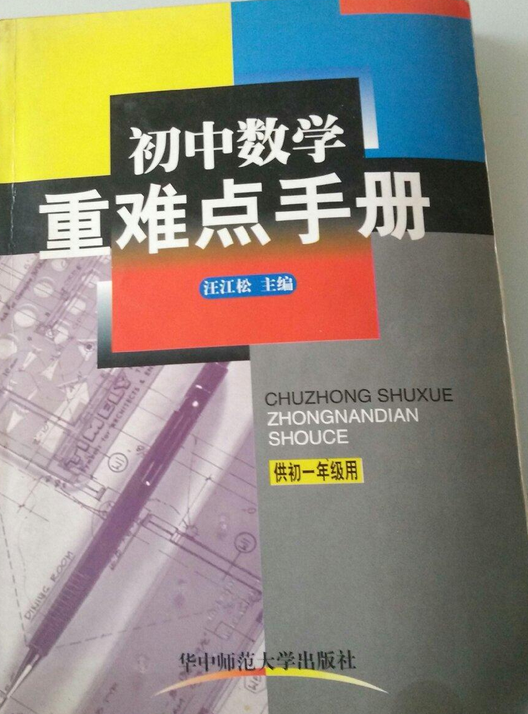 初中数学
重难点手册
汪江松 主编
CHUZHONG SHUXUE
ZHONGNANDIAN
SHOUCE
供初一年级用
华中师范大学出版社